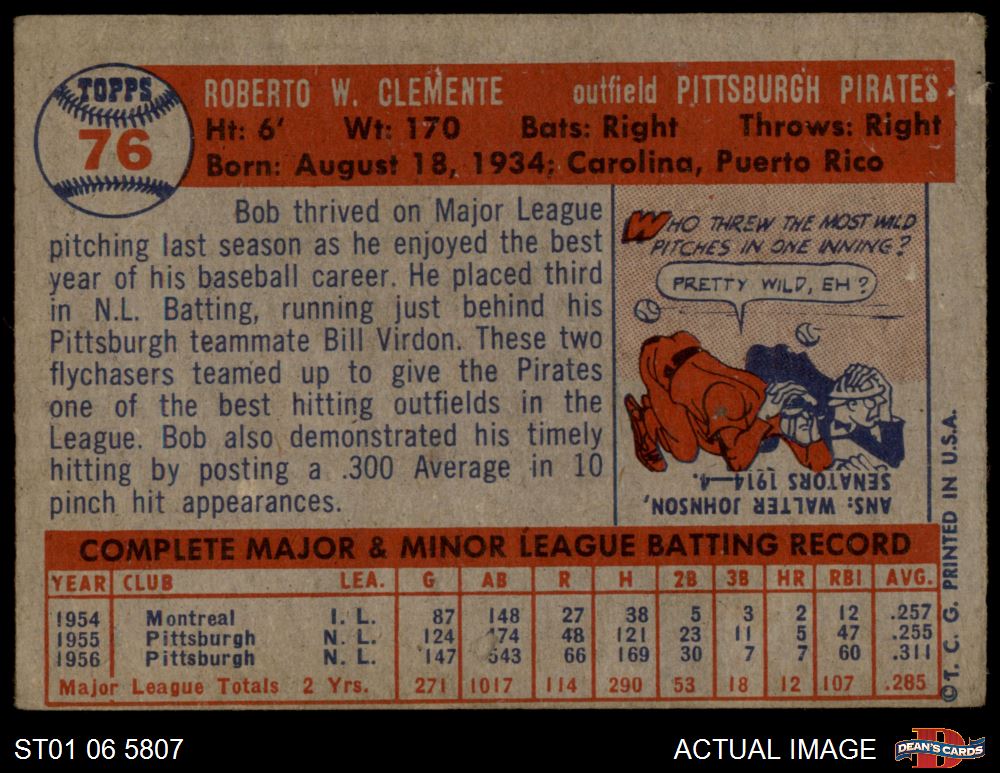 TOPPS
76
ROBERTO W. CLEMENTE outfield PITTSBURGH PIRATES
Ht: 6' Wt: 170 Bats: Right Throws: Right
Born: August 18, 1934; Carolina, Puerto Rico
Bob thrived on Major League
pitching last season as he enjoyed the best
year of his baseball career. He placed third
in N.L. Batting, running just behind his
Pittsburgh teammate Bill Virdon. These two
flychasers teamed up to give the Pirates
one of the best hitting outfields in the
League. Bob also demonstrated his timely
hitting by posting a .300 Average in 10
pinch hit appearances.
WHO THREW THE MOST WILD
PITCHES IN ONE INNING?
PRETTY WILD, EH?
ANS: WALTER JOHNSON,
SENATORS 1914—4.
COMPLETE MAJOR & MINOR LEAGUE BATTING RECORD
YEAR CLUB LEA. G AB R H 2B 3B HR RBI AVG.
1954 Montreal I. L. 87 148 27 38 5 3 2 12 .257
1955 Pittsburgh N. L. 124 474 48 121 23 11 5 47 .255
1956 Pittsburgh N. L. 147 543 66 169 30 7 7 60 .311
Major League Totals 2 Yrs. 271 1017 114 290 53 18 12 107 .285
©T. C. G. PRINTED IN U.S.A.
ST01 06 5807
ACTUAL IMAGE
D
DEAN'S CARDS